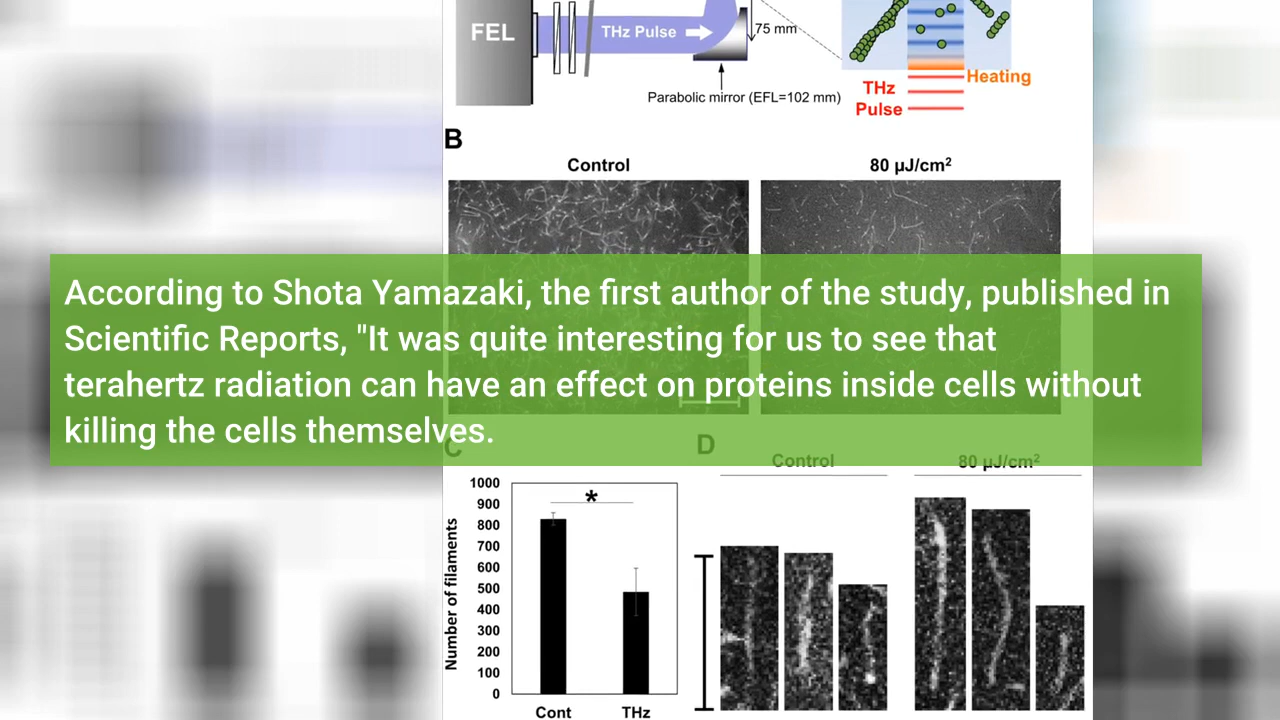 FEL
THz Pulse
75 mm
Parabolic mirror (EFL=102 mm)
THz
Pulse
Heating
B
Control
80 μJ/cm²
According to Shota Yamazaki, the first author of the study, published in
Scientific Reports, "It was quite interesting for us to see that
terahertz radiation can have an effect on proteins inside cells without
killing the cells themselves.
C
D
Control
80 μJ/cm²
1000
900
800
700
600
500
400
300
200
100
0
Number of filaments
*
Cont
THz